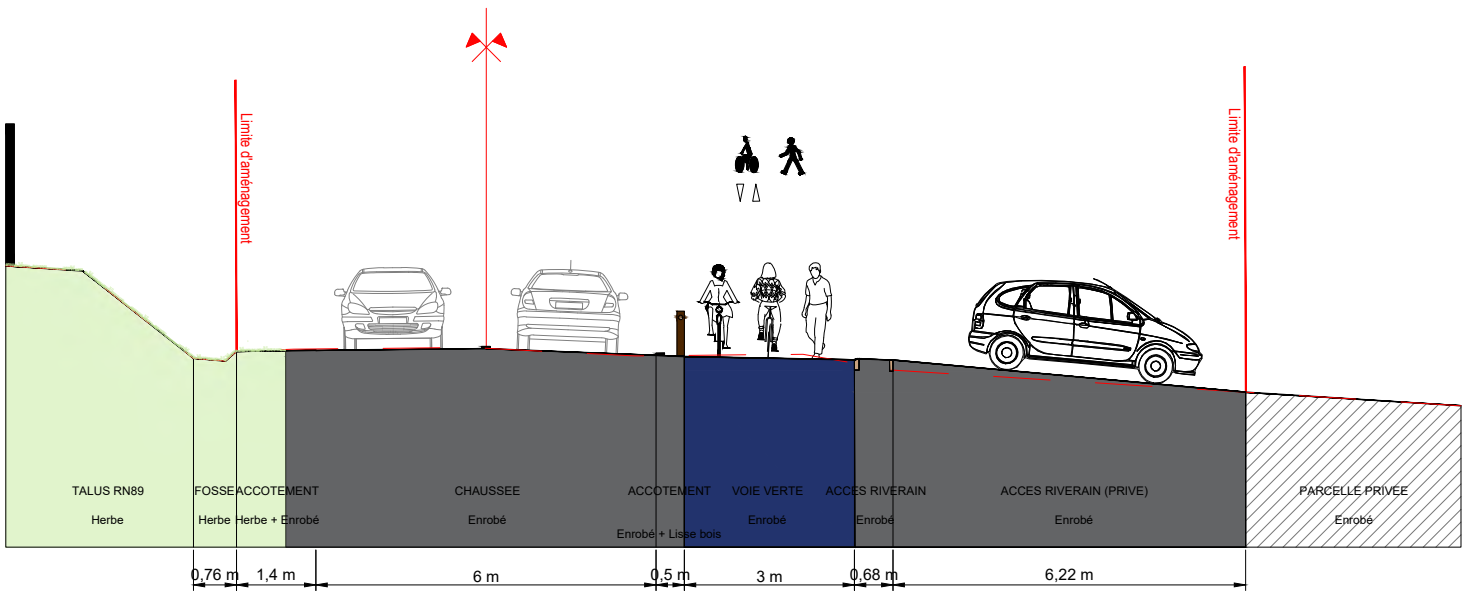 Limite d'aménagement
Limite d'aménagement
TALUS RN89
FOSSE
ACCOTEMENT
CHAUSSEE
ACCOTEMENT
VOIE VERTE
ACCES RIVERAIN
ACCES RIVERAIN (PRIVE)
PARCELLE PRIVEE
Herbe
Herbe
Herbe + Enrobé
Enrobé
Enrobé + Lisse bois
Enrobé
Enrobé
Enrobé
Enrobé
0,76 m
1,4 m
6 m
0,5 m
3 m
0,68 m
6,22 m